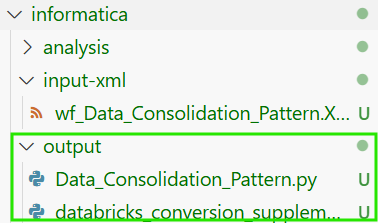 informatica
analysis
input-xml
wf_Data_Consolidation_Pattern.X... U
output
Data_Consolidation_Pattern.py U
databricks_conversion_supplem... U